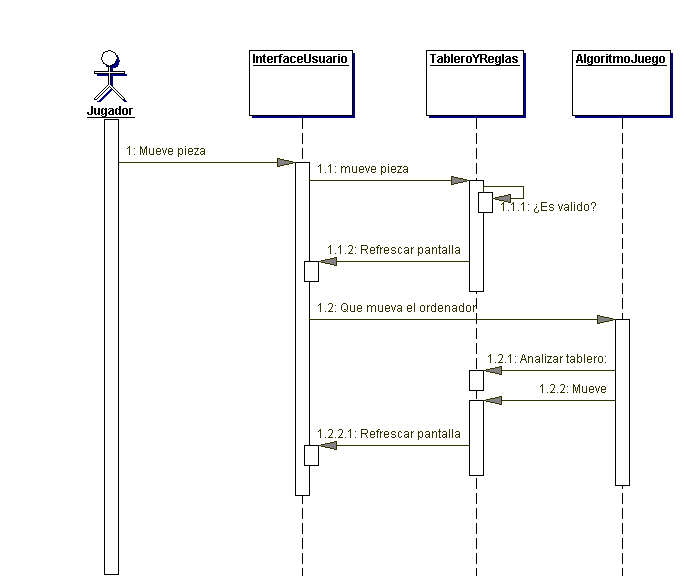 InterfaceUsuario
TableroYReglas
AlgoritmoJuego
Jugador
1: Mueve pieza
1.1: mueve pieza
1.1.1: ¿Es valido?
1.1.2: Refrescar pantalla
1.2: Que mueva el ordenador
1.2.1: Analizar tablero:
1.2.2: Mueve
1.2.2.1: Refrescar pantalla